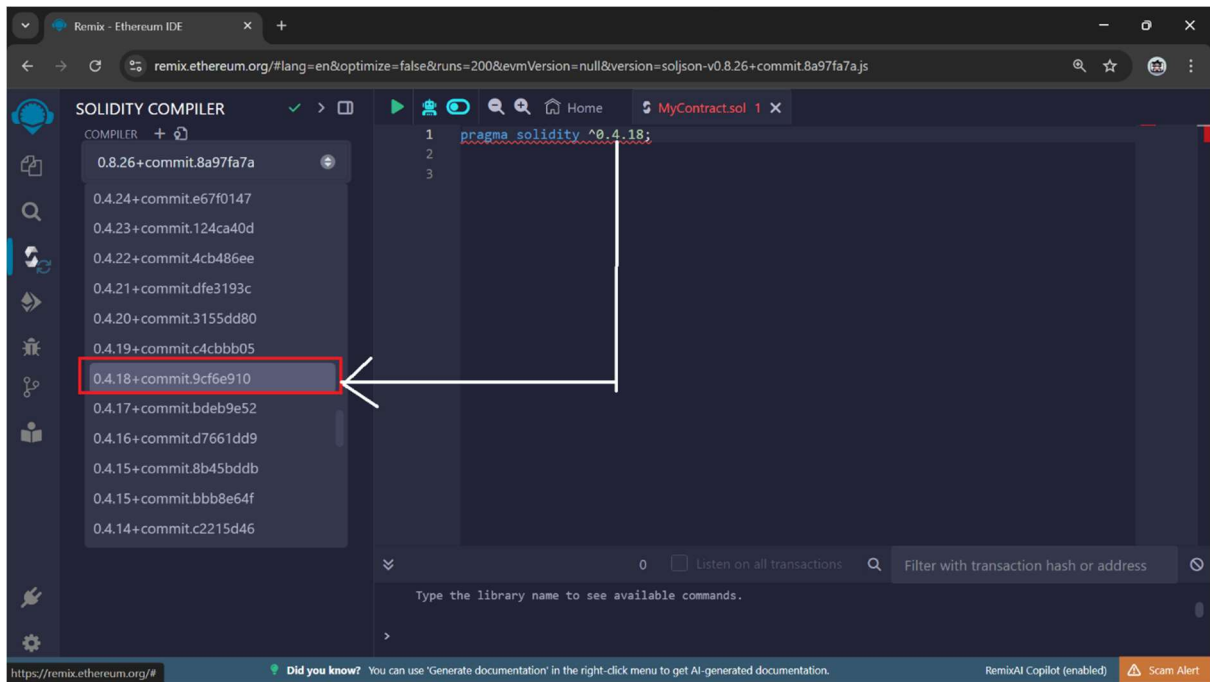 Remix - Ethereum IDE
remix.ethereum.org/#lang=en&optimize=false&runs=200&evmVersion=null&version=soljson-v0.8.26+commit.8a97fa7a.js
SOLIDITY COMPILER
Home
MyContract.sol 1
COMPILER
0.8.26+commit.8a97fa7a
0.4.24+commit.e67f0147
0.4.23+commit.124ca40d
0.4.22+commit.4cb486ee
0.4.21+commit.dfe3193c
0.4.20+commit.3155dd80
0.4.19+commit.c4cbbb05
0.4.18+commit.9cf6e910
0.4.17+commit.bdeb9e52
0.4.16+commit.d7661dd9
0.4.15+commit.8b45bddb
0.4.15+commit.bbb8e64f
0.4.14+commit.c2215d46
1 pragma solidity ^0.4.18;
2
3
0 Listen on all transactions
Filter with transaction hash or address
Type the library name to see available commands.
>
https://remix.ethereum.org/#
Did you know? You can use 'Generate documentation' in the right-click menu to get AI-generated documentation.
RemixAI Copilot (enabled)
Scam Alert